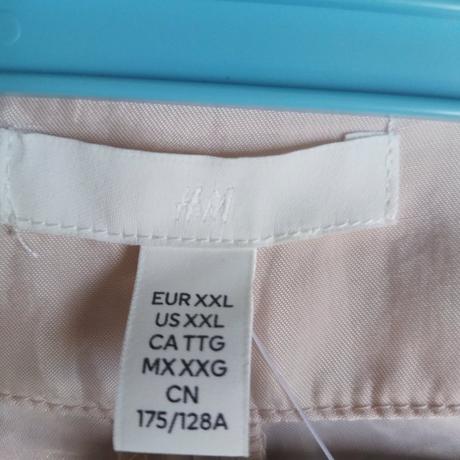 H&M
EUR XXL
US XXL
CA TTG
MX XXG
CN
175/128A